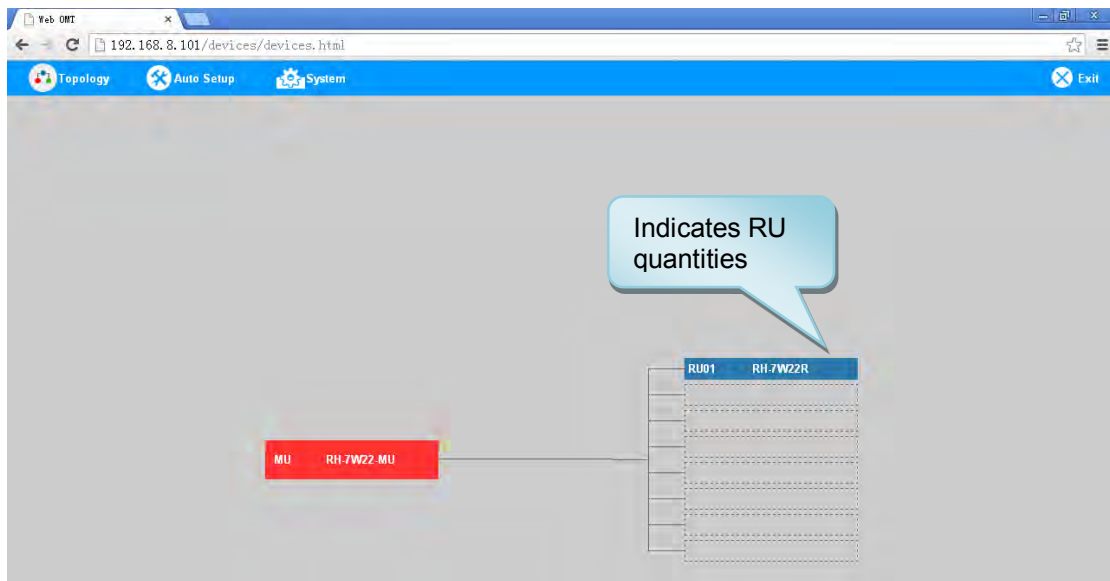 Web OMT
192.168.8.101/devices/devices.html
Topology Auto Setup System Exit
Indicates RU
quantities
RU01 RH-7W22R
MU RH-7W22-MU